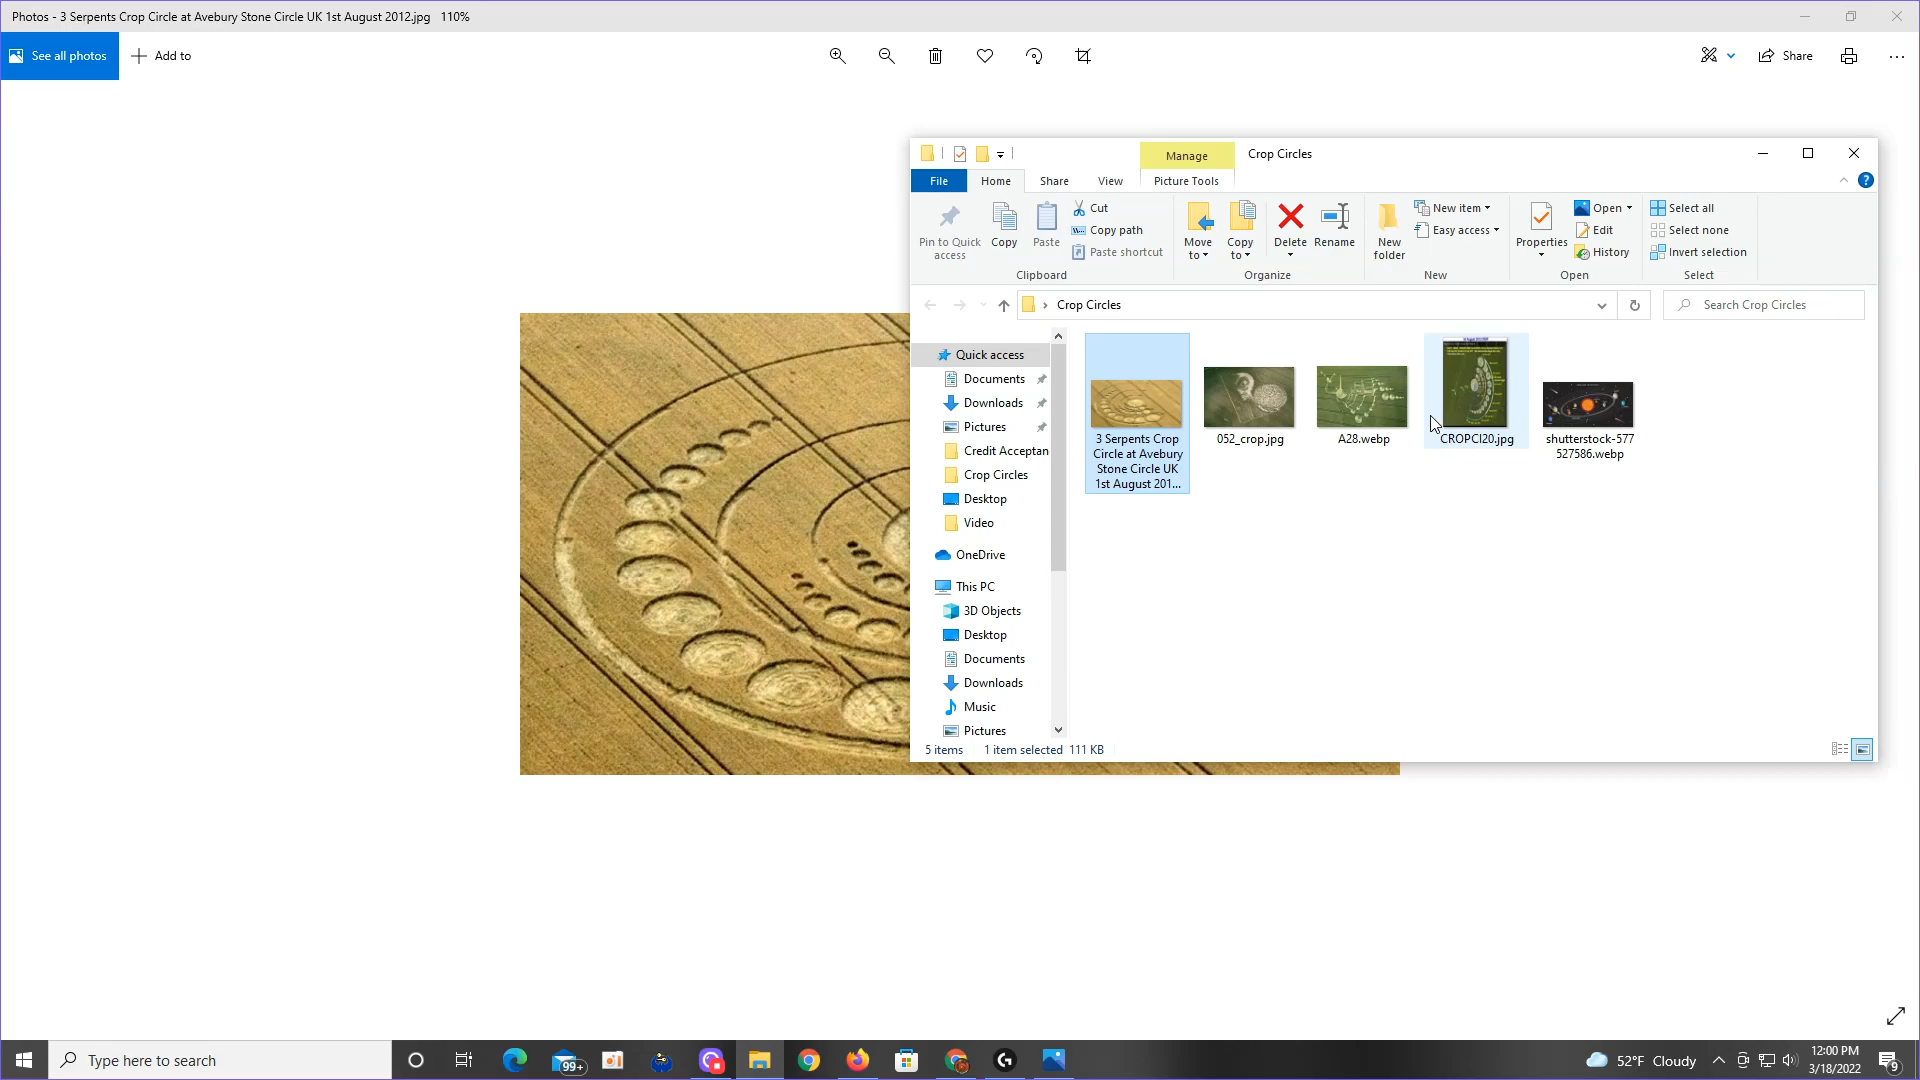 Photos - 3 Serpents Crop Circle at Avebury Stone Circle UK 1st August 2012.jpg   110%
See all photos
Add to
Share
Manage
Crop Circles
File
Home
Share
View
Picture Tools
Pin to Quick
access
Copy
Paste
Cut
Copy path
Paste shortcut
Clipboard
Move
to
Copy
to
Delete
Rename
Organize
New
folder
New item
Easy access
New
Properties
Open
Edit
History
Open
Select all
Select none
Invert selection
Select
Crop Circles
Search Crop Circles
Quick access
Documents
Downloads
Pictures
Credit Acceptan
Crop Circles
Desktop
Video
OneDrive
This PC
3D Objects
Desktop
Documents
Downloads
Music
Pictures
3 Serpents Crop
Circle at Avebury
Stone Circle UK
1st August 201...
052_crop.jpg
A28.webp
CROPCI20.jpg
shutterstock-577
527586.webp
5 items
1 item selected  111 KB
Type here to search
99+
52°F  Cloudy
12:00 PM
3/18/2022
9